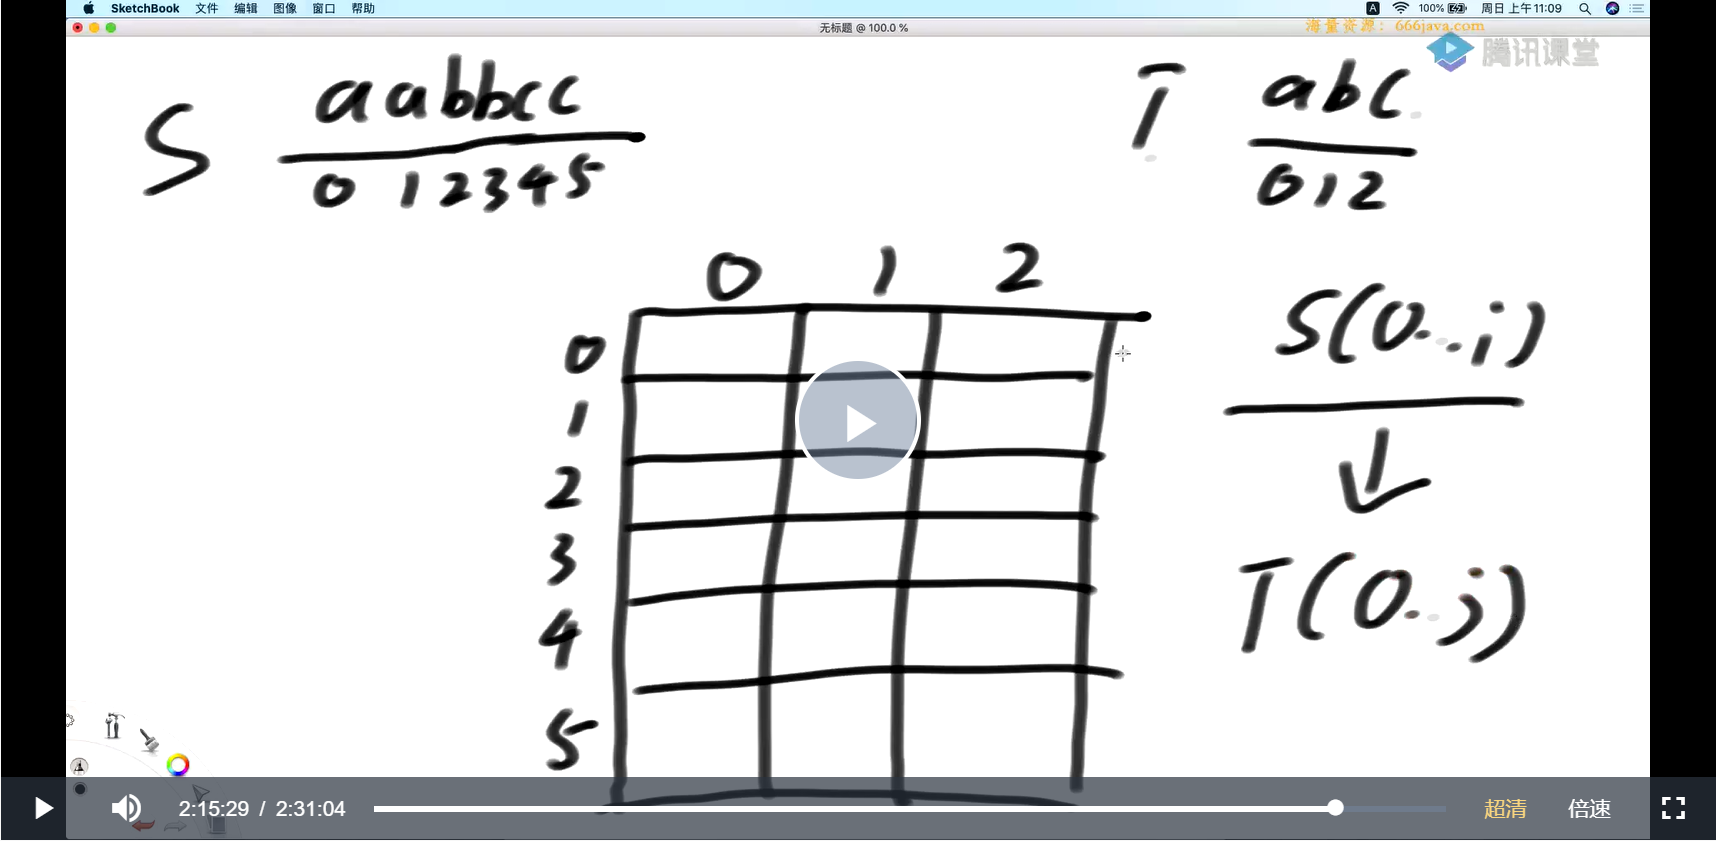 SketchBook 文件 编辑 图像 窗口 帮助 A 100% 周日 上午11:09
无标题 @ 100.0 %
海量资源：666java.com
腾讯课堂
S aabbcc
0 1 2 3 4 5
T abc
0 1 2
0 1 2
0
1
2
3
4
5
S(0...i)
T(0...j)
2:15:29 / 2:31:04 超清 倍速